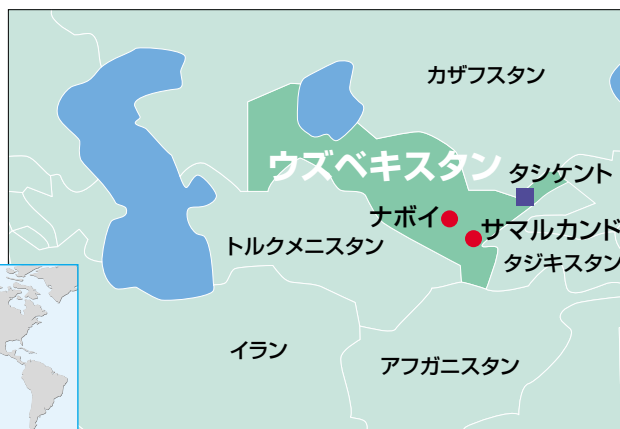 カザフスタン
ウズベキスタン
タシケント
ナボイ
サマルカンド
トルクメニスタン
タジキスタン
イラン
アフガニスタン